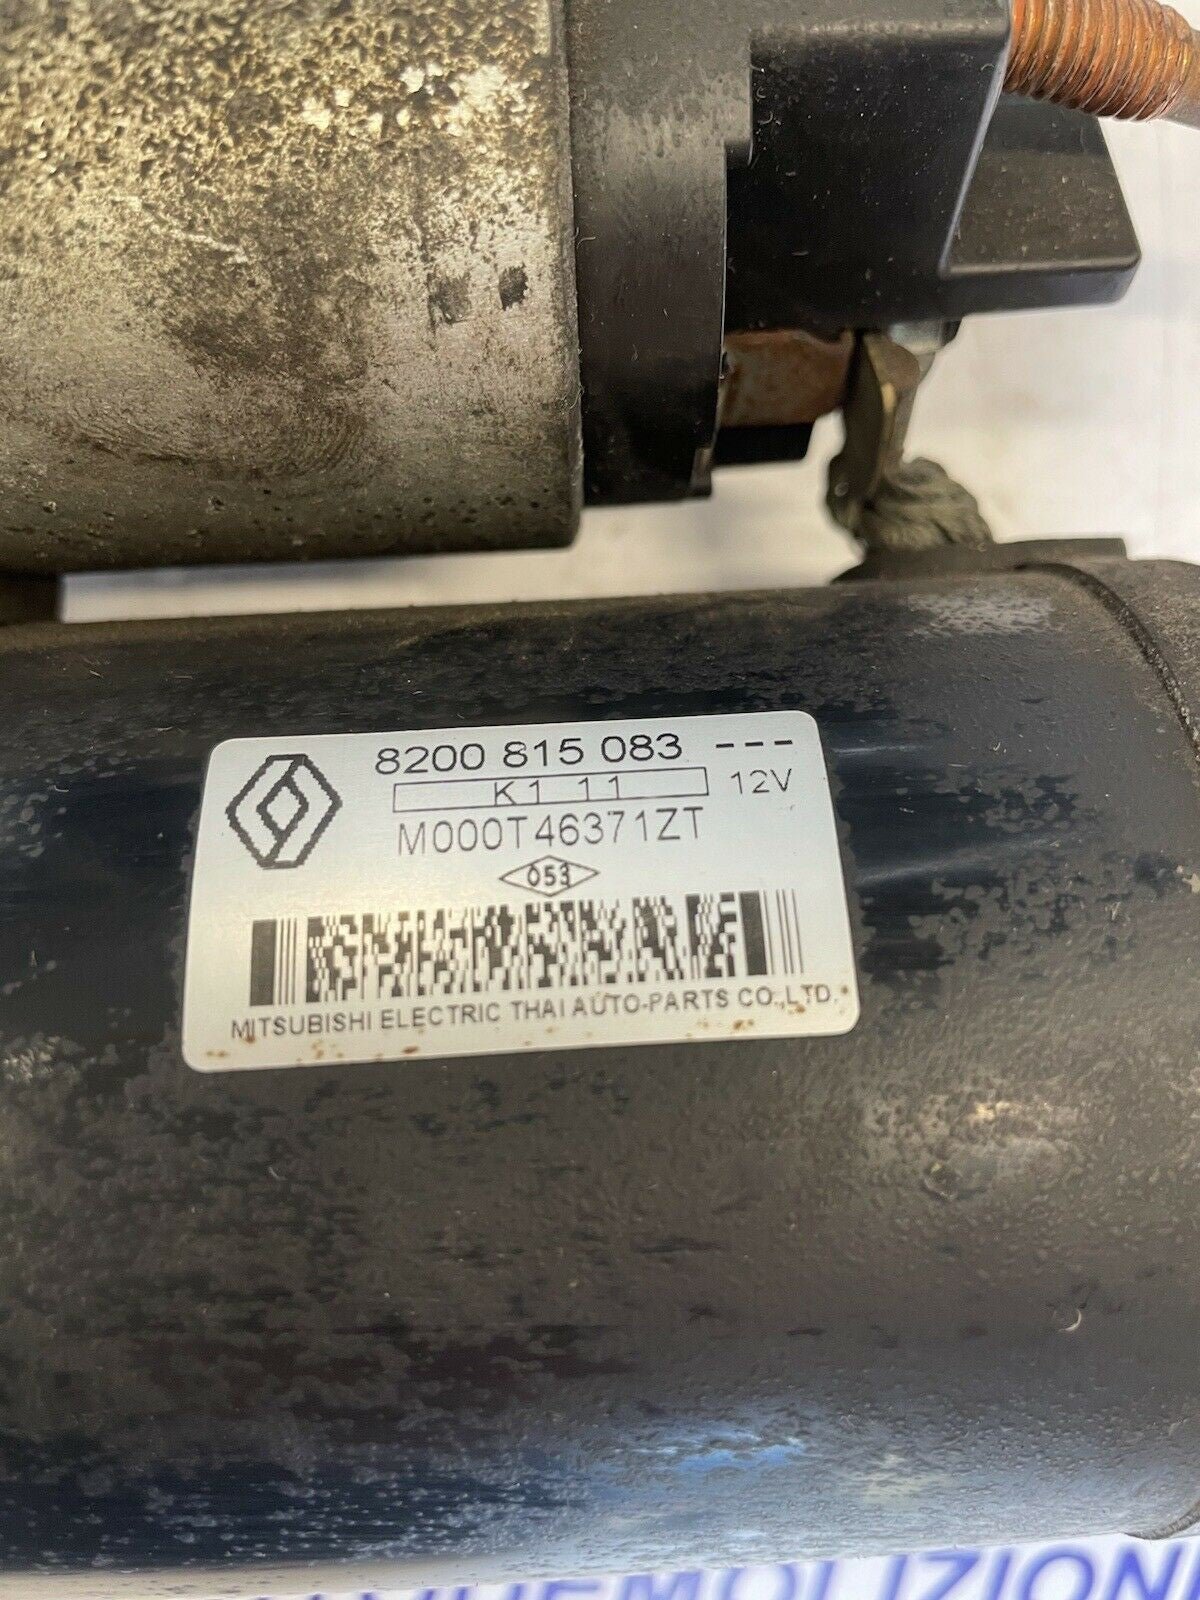 8200 815 083 ---
K1 11 12V
M000T46371ZT
053
MITSUBISHI ELECTRIC THAI AUTO-PARTS CO.,LTD.